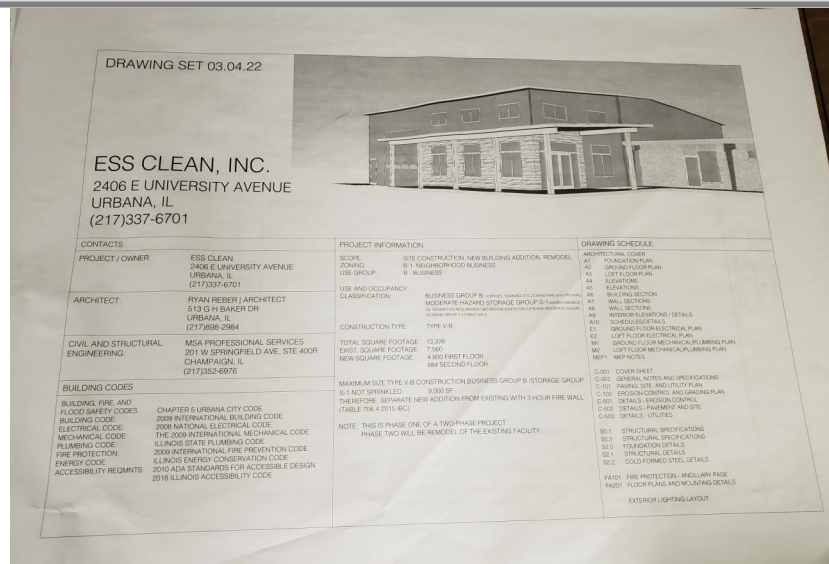 DRAWING SET 03.04.22
ESS CLEAN, INC.
2406 E UNIVERSITY AVENUE
URBANA, IL
(217)337-6701
CONTACTS
PROJECT / OWNER: ESS CLEAN
2406 E UNIVERSITY AVENUE
URBANA, IL
(217)337-6701
ARCHITECT: RYAN REBER | ARCHITECT
513 G H BAKER DR
URBANA, IL
(217)898-2984
CIVIL AND STRUCTURAL MSA PROFESSIONAL SERVICES
ENGINEERING: 201 W SPRINGFIELD AVE, STE 400R
CHAMPAIGN, IL
(217)352-6976
BUILDING CODES
BUILDING, FIRE, AND
FLOOD SAFETY CODES CHAPTER 5 URBANA CITY CODE
BUILDING CODE: 2009 INTERNATIONAL BUILDING CODE
ELECTRICAL CODE: 2008 NATIONAL ELECTRICAL CODE
MECHANICAL CODE: THE 2009 INTERNATIONAL MECHANICAL CODE
PLUMBING CODE: ILLINOIS STATE PLUMBING CODE
FIRE PROTECTION: 2009 INTERNATIONAL FIRE PREVENTION CODE
ENERGY CODE: ILLINOIS ENERGY CONSERVATION CODE
ACCESSIBILITY REQMNTS: 2010 ADA STANDARDS FOR ACCESSIBLE DESIGN
2018 ILLINOIS ACCESSIBILITY CODE
PROJECT INFORMATION
SCOPE: SITE CONSTRUCTION, NEW BUILDING ADDITION, REMODEL
ZONING: B-1 NEIGHBORHOOD BUSINESS
USE GROUP: B - BUSINESS
USE AND OCCUPANCY
CLASSIFICATION: BUSINESS GROUP B
MODERATE HAZARD STORAGE GROUP S-1
CONSTRUCTION TYPE TYPE V-B
TOTAL SQUARE FOOTAGE 13,376
EXIST. SQUARE FOOTAGE 7,560
NEW SQUARE FOOTAGE 4,800 FIRST FLOOR
884 SECOND FLOOR
MAXIMUM SIZE TYPE V-B CONSTRUCTION,BUSINESS GROUP B /STORAGE GROUP
S-1 NOT SPRINKLED: 9,000 SF
THEREFORE: SEPARATE NEW ADDITION FROM EXISTING WITH 3 HOUR FIRE WALL
(TABLE 706.4 2015 IBC)
NOTE: THIS IS PHASE ONE OF A TWO-PHASE PROJECT.
PHASE TWO WILL BE REMODEL OF THE EXISTING FACILITY.
DRAWING SCHEDULE
ARCHITECTURAL COVER
A1 FOUNDATION PLAN
A2 GROUND FLOOR PLAN
A3 LOFT FLOOR PLAN
A4 ELEVATIONS
A5 ELEVATIONS
A6 BUILDING SECTION
A7 WALL SECTIONS
A8 WALL SECTIONS
A9 INTERIOR ELEVATIONS / DETAILS
A10 SCHEDULES/DETAILS
E1 GROUND FLOOR ELECTRICAL PLAN
E2 LOFT FLOOR ELECTRICAL PLAN
M1 GROUND FLOOR MECHANICAL/PLUMBING PLAN
M2 LOFT FLOOR MECHANICAL/PLUMBING PLAN
MEP1 MEP NOTES
C-001 COVER SHEET
C-002 GENERAL NOTES AND SPECIFICATIONS
C-101 PAVING, SITE, AND UTILITY PLAN
C-102 EROSION CONTROL AND GRADING PLAN
C-501 DETAILS - EROSION CONTROL
C-502 DETAILS - PAVEMENT AND SITE
C-503 DETAILS - UTILITIES
S0.1 STRUCTURAL SPECIFICATIONS
S0.2 STRUCTURAL SPECIFICATIONS
S2.0 FOUNDATION DETAILS
S2.1 STRUCTURAL DETAILS
S2.2 COLD-FORMED STEEL DETAILS
FA101 FIRE PROTECTION - ANCILLARY PAGE
FA201 FLOOR PLANS AND MOUNTING DETAILS
EXTERIOR LIGHTING LAYOUT